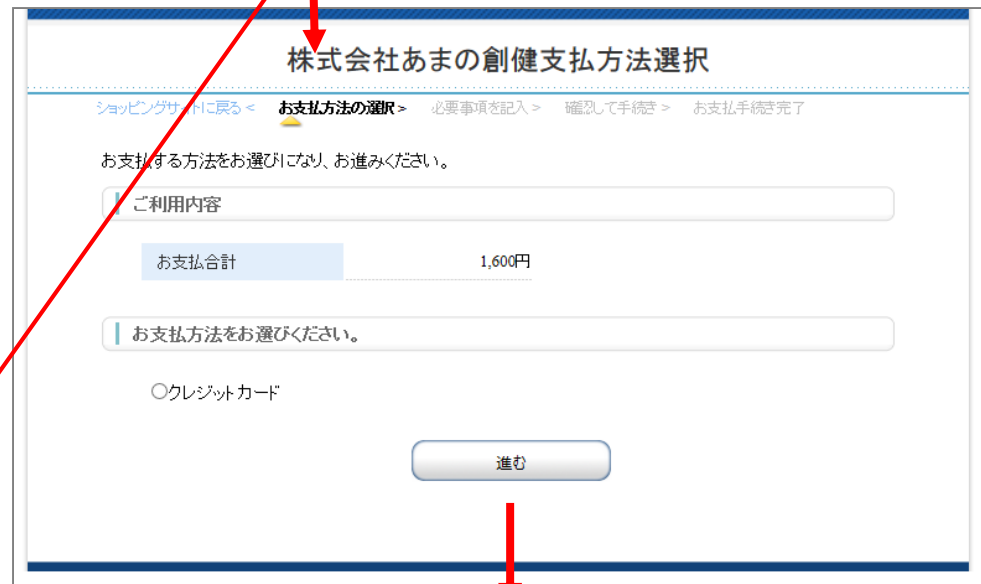 株式会社あまの創健支払方法選択
ショッピングサイトに戻る < お支払方法の選択 > 必要事項を記入 > 確認して手続き > お支払手続き完了
お支払する方法をお選びになり、お進みください。
ご利用内容
お支払合計 1,600円
お支払方法をお選びください。
○クレジットカード
進む